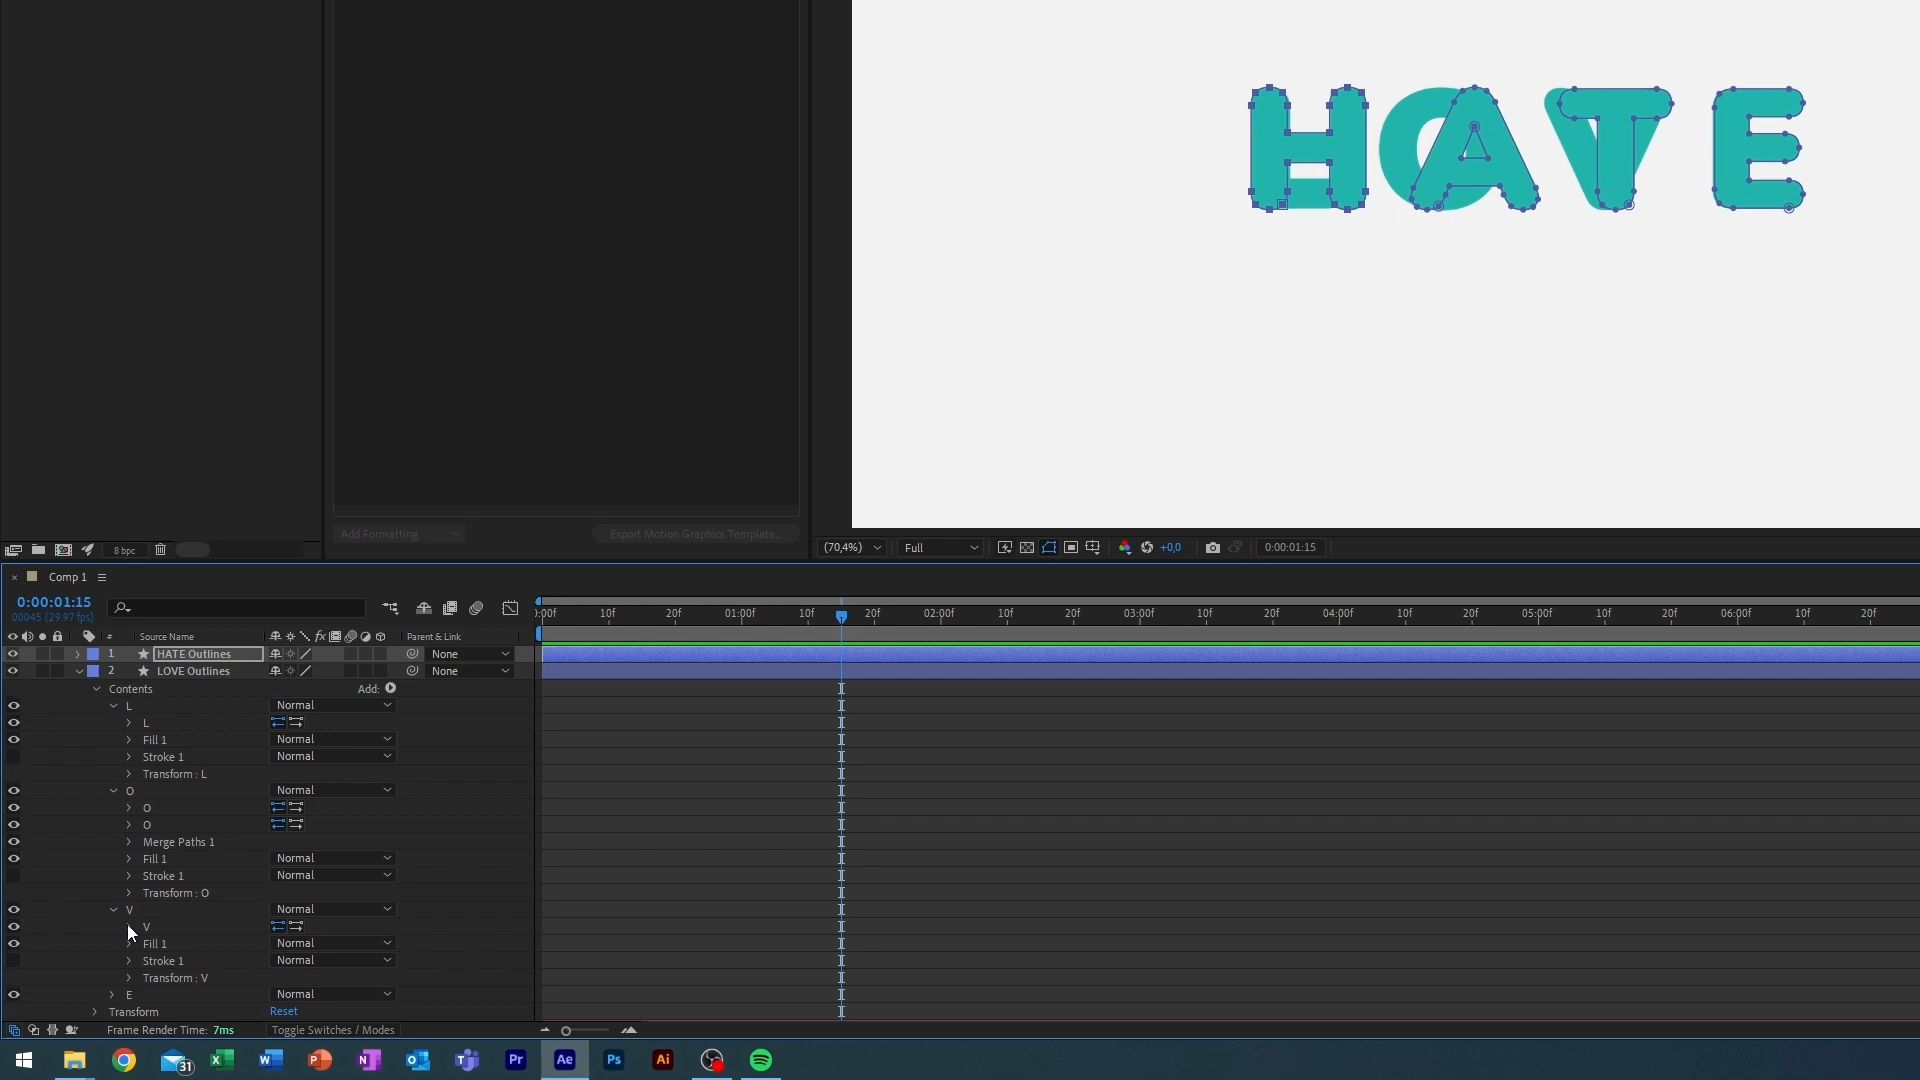 HATE
Add Formatting
Export Motion Graphics Template...
8 bpc
(70,4%)
Full
+0,0
0:00:01:15
Comp 1
0:00:01:15
00045 (29.97 fps)
):00f 10f 20f 01:00f 10f 20f 02:00f 10f 20f 03:00f 10f 20f 04:00f 10f 20f 05:00f 10f 20f 06:00f 10f 20f
# Source Name fx Parent & Link
1 HATE Outlines None
2 LOVE Outlines None
Contents Add:
L Normal
L
Fill 1 Normal
Stroke 1 Normal
Transform : L
O Normal
O
O
Merge Paths 1
Fill 1 Normal
Stroke 1 Normal
Transform : O
V Normal
V
Fill 1 Normal
Stroke 1 Normal
Transform : V
E Normal
Transform Reset
Frame Render Time: 7ms Toggle Switches / Modes
31 X W P N O T Pr Ae Ps Ai